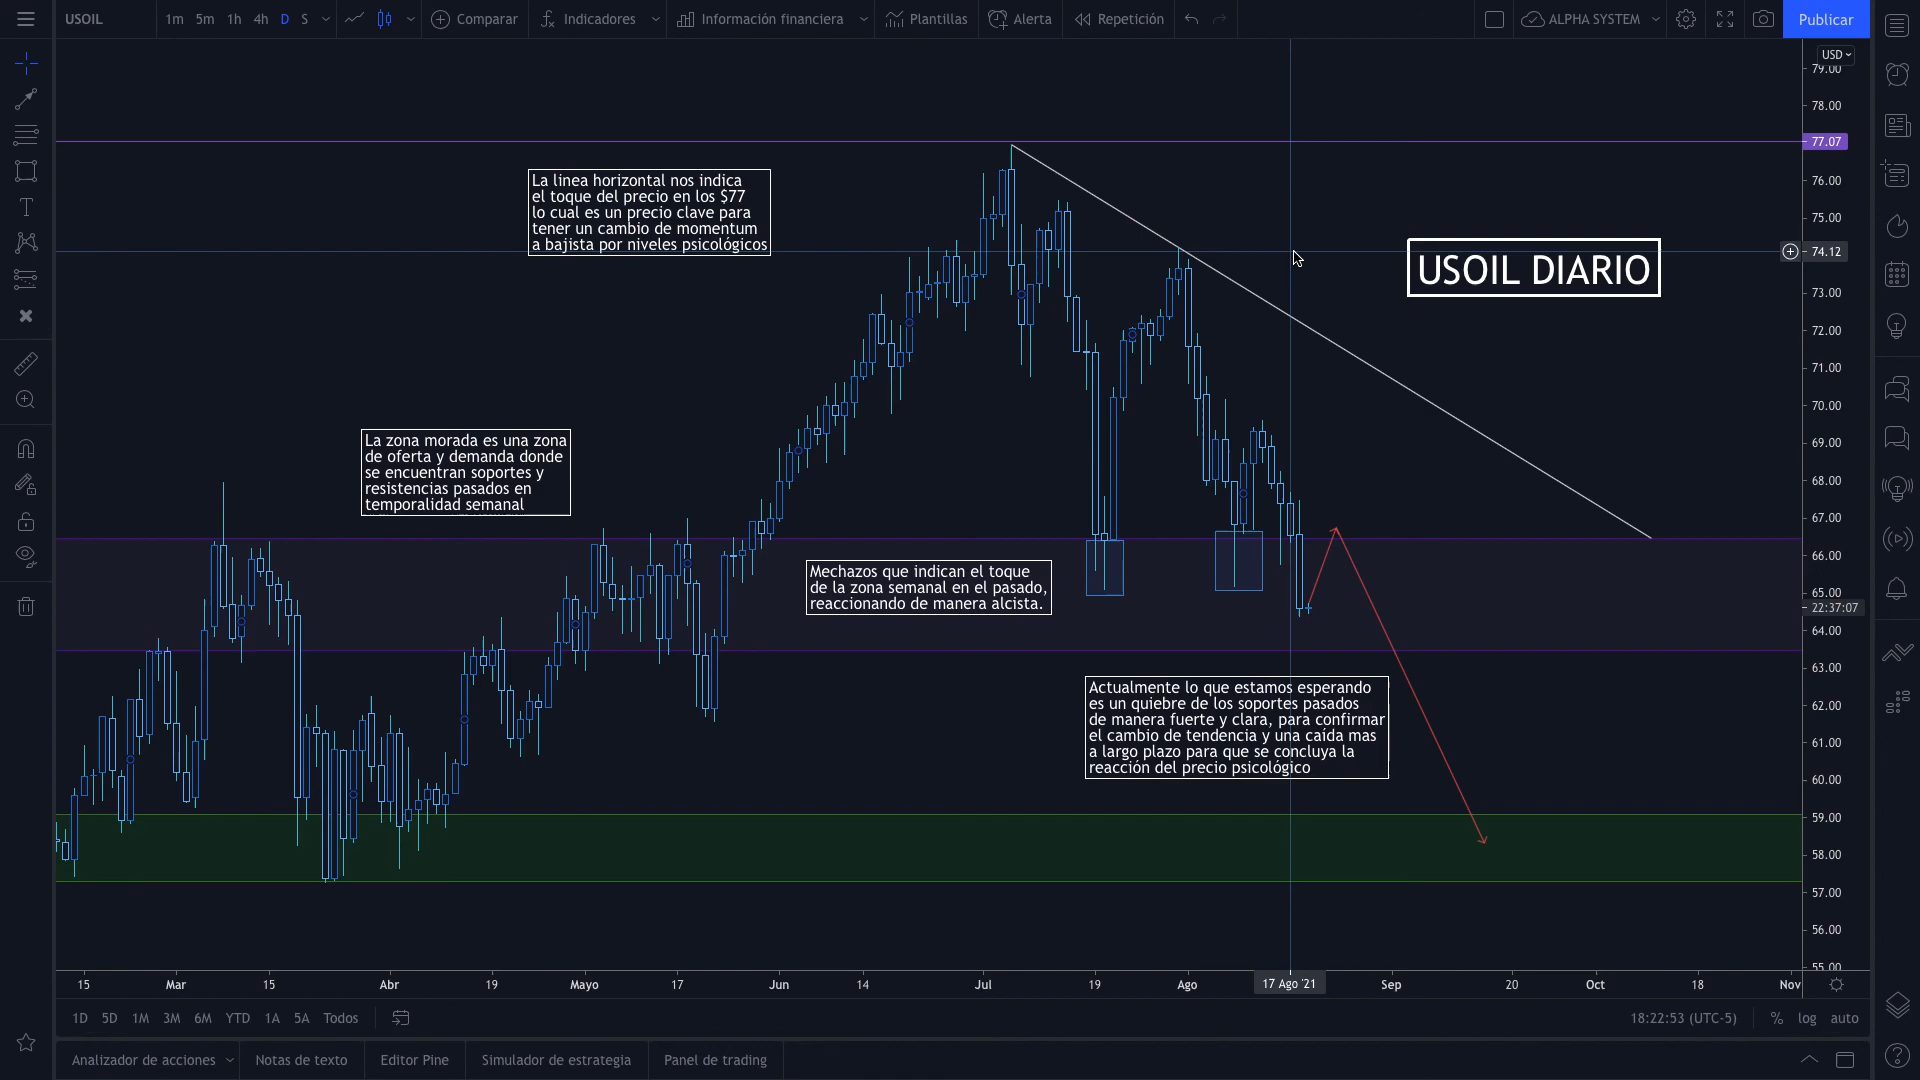 USOIL
1m 5m 1h 4h D S
Comparar
Indicadores
Información financiera
Plantillas
Alerta
Repetición
ALPHA SYSTEM
Publicar
USD
79.00
78.00
77.07
76.00
75.00
74.12
73.00
72.00
71.00
70.00
69.00
68.00
67.00
66.00
65.00
22:37:07
64.00
63.00
62.00
61.00
60.00
59.00
58.00
57.00
56.00
55.00
La linea horizontal nos indica
el toque del precio en los $77
lo cual es un precio clave para
tener un cambio de momentum
a bajista por niveles psicológicos
USOIL DIARIO
La zona morada es una zona
de oferta y demanda donde
se encuentran soportes y
resistencias pasados en
temporalidad semanal
Mechazos que indican el toque
de la zona semanal en el pasado,
reaccionando de manera alcista.
Actualmente lo que estamos esperando
es un quiebre de los soportes pasados
de manera fuerte y clara, para confirmar
el cambio de tendencia y una caida mas
a largo plazo para que se concluya la
reacción del precio psicológico
15 Mar 15 Abr 19 Mayo 17 Jun 14 Jul 19 Ago 17 Ago '21 Sep 20 Oct 18 Nov
1D 5D 1M 3M 6M YTD 1A 5A Todos
18:22:53 (UTC-5) % log auto
Analizador de acciones
Notas de texto
Editor Pine
Simulador de estrategia
Panel de trading